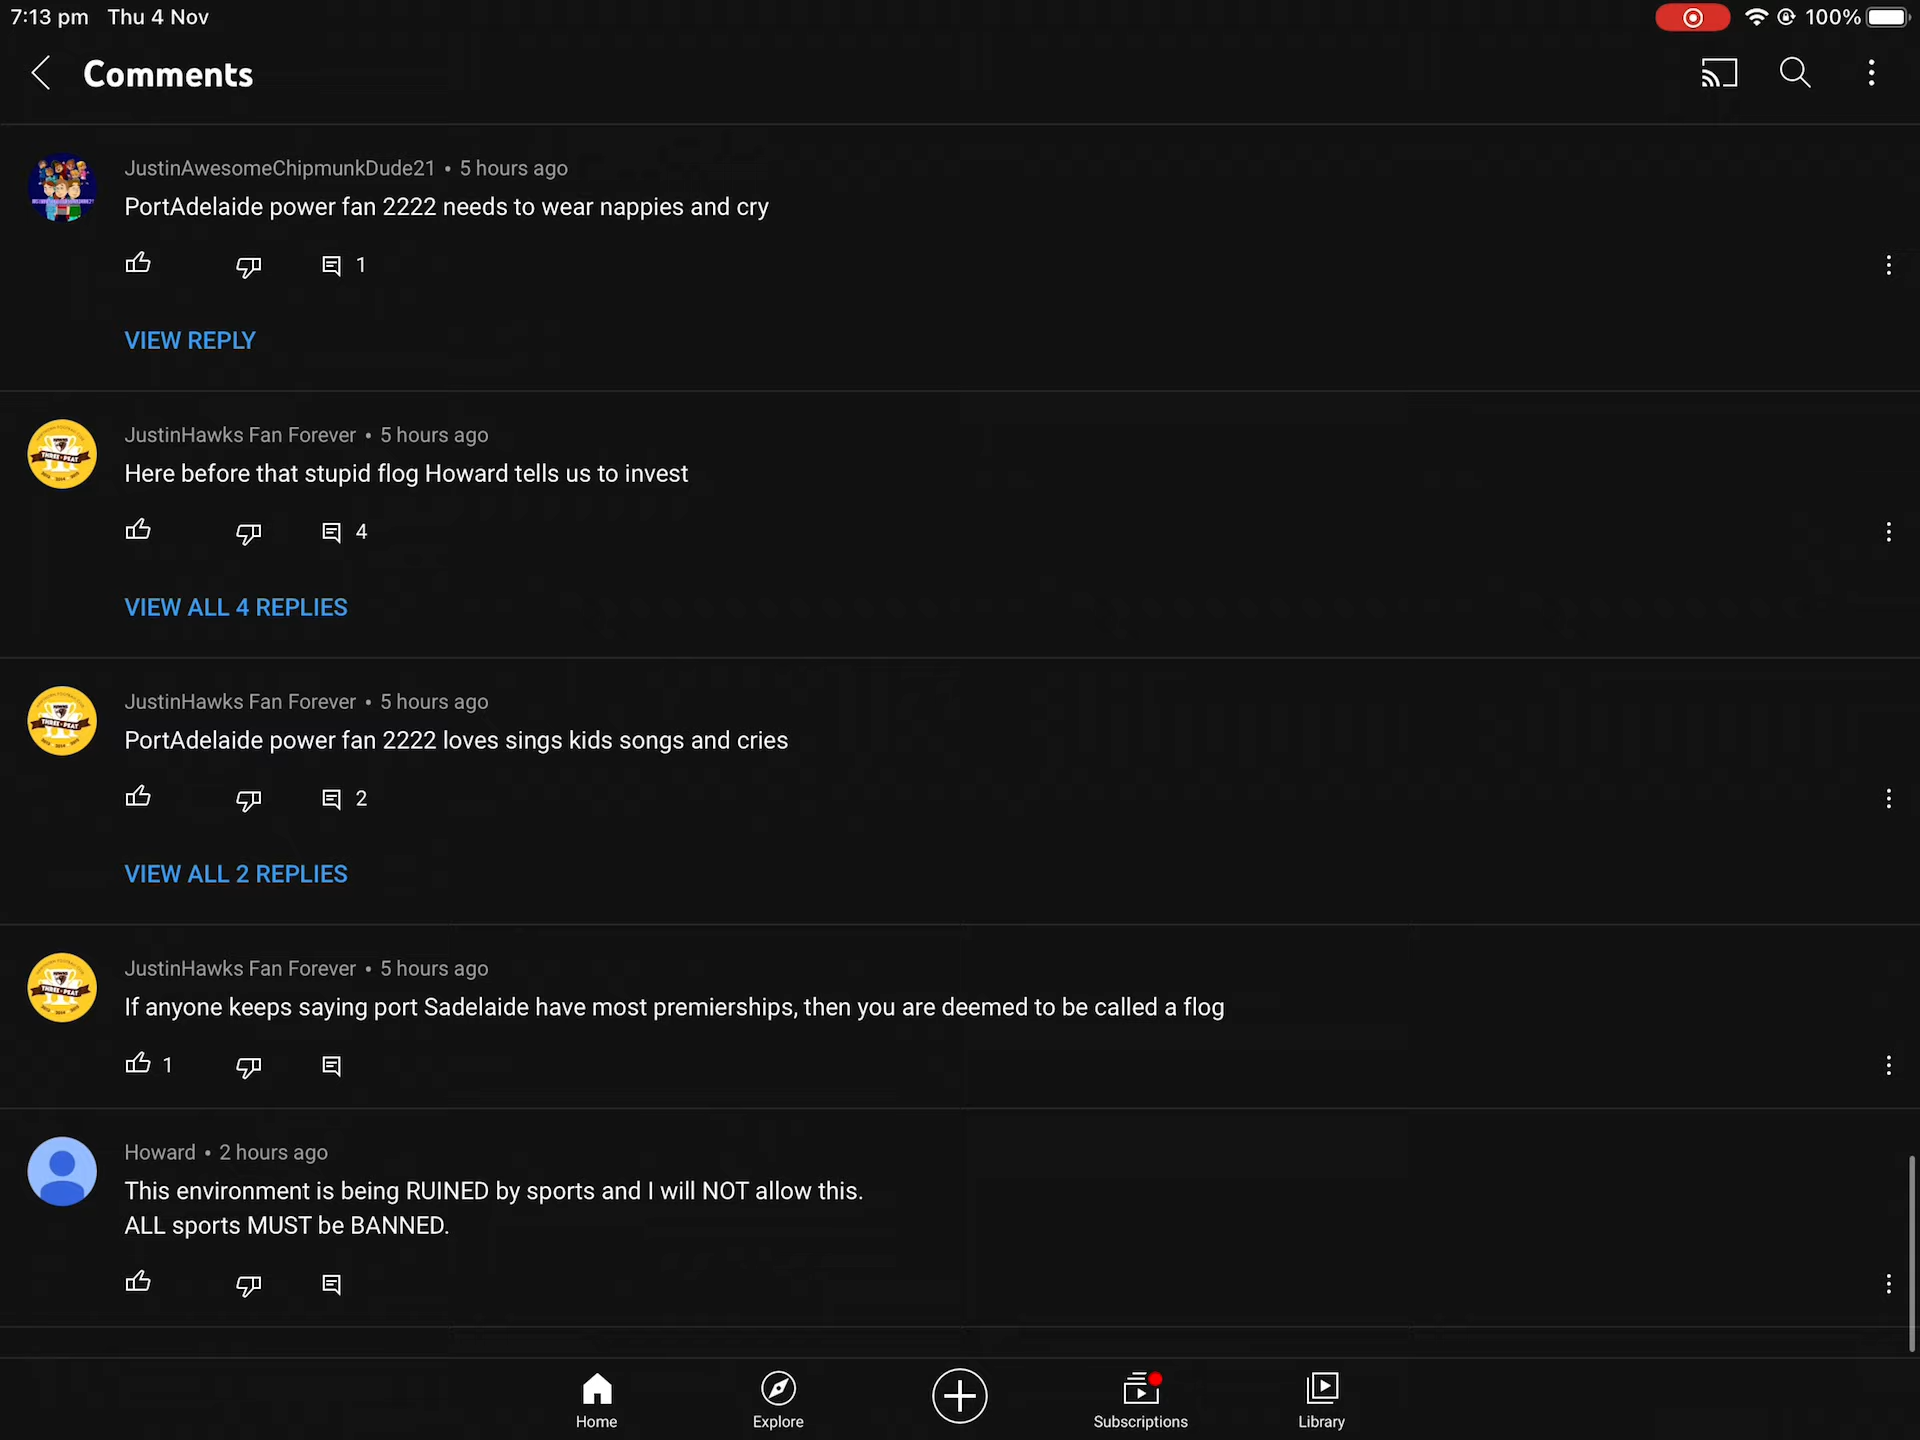 7:13 pm Thu 4 Nov
100%
Comments
JustinAwesomeChipmunkDude21 • 5 hours ago
PortAdelaide power fan 2222 needs to wear nappies and cry
1
VIEW REPLY
JustinHawks Fan Forever • 5 hours ago
Here before that stupid flog Howard tells us to invest
4
VIEW ALL 4 REPLIES
JustinHawks Fan Forever • 5 hours ago
PortAdelaide power fan 2222 loves sings kids songs and cries
2
VIEW ALL 2 REPLIES
JustinHawks Fan Forever • 5 hours ago
If anyone keeps saying port Sadelaide have most premierships, then you are deemed to be called a flog
1
Howard • 2 hours ago
This environment is being RUINED by sports and I will NOT allow this.
ALL sports MUST be BANNED.
Home Explore Subscriptions Library